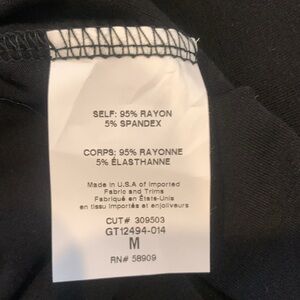 SELF: 95% RAYON
5% SPANDEX
CORPS: 95% RAYONNE
5% ÉLASTHANNE
Made in U.S.A of Imported
Fabric and Trims
Fabriqué en États-Unis
en tissu importés et enjoliveurs
CUT# 309503
GT12494-014
M
RN# 58909